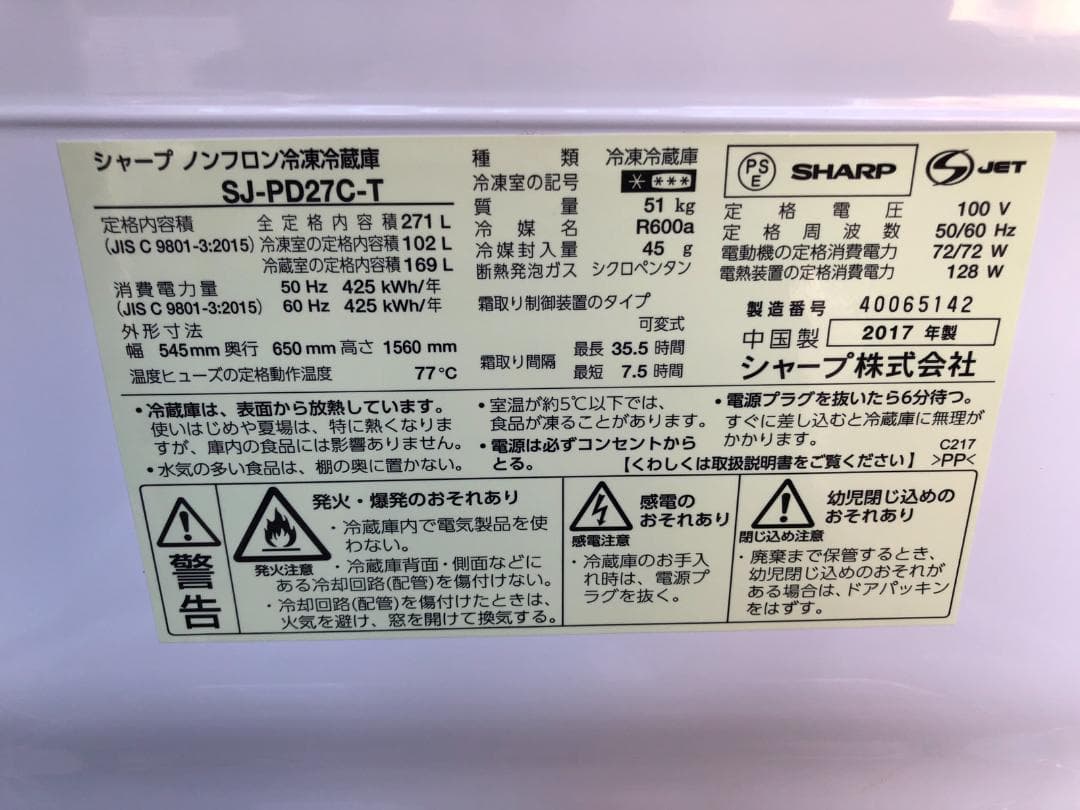 シャープ ノンフロン冷凍冷蔵庫
SJ-PD27C-T
定格内容積 全定格内容積 271 L
(JIS C 9801-3:2015) 冷凍室の定格内容積 102 L
冷蔵室の定格内容積 169 L
消費電力量 50 Hz 425 kWh/年
(JIS C 9801-3:2015) 60 Hz 425 kWh/年
外形寸法
幅 545mm 奥行 650mm 高さ 1560 mm
温度ヒューズの定格動作温度 77℃
種類 冷凍冷蔵庫
冷凍室の記号 ****
質量 51 kg
冷媒名 R600a
冷媒封入量 45 g
断熱発泡ガス シクロペンタン
霜取り制御装置のタイプ
可変式
霜取り間隔 最長 35.5 時間
最短 7.5 時間
PS
E
SHARP
S JET
定格電圧 100 V
定格周波数 50/60 Hz
電動機の定格消費電力 72/72 W
電熱装置の定格消費電力 128 W
製造番号 40065142
中国製 2017 年製
シャープ株式会社
・冷蔵庫は、表面から放熱しています。
使いはじめや夏場は、特に熱くなりま
すが、庫内の食品には影響ありません。
・水気の多い食品は、棚の奥に置かない。
・室温が約5℃以下では、
食品が凍ることがあります。
・電源は必ずコンセントから
とる。
・電源プラグを抜いたら6分待つ。
すぐに差し込むと冷蔵庫に無理が
かかります。
C217
【くわしくは取扱説明書をご覧ください】 >PP<
警告
発火注意
発火・爆発のおそれあり
・冷蔵庫内で電気製品を使
わない。
・冷蔵庫背面・側面などに
ある冷却回路(配管)を傷付けない。
・冷却回路(配管)を傷付けたときは、
火気を避け、窓を開けて換気する。
感電注意
感電の
おそれあり
・冷蔵庫のお手入
れ時は、電源プ
ラグを抜く。
閉じ込め注意
幼児閉じ込めの
おそれあり
・廃棄まで保管するとき、
幼児閉じ込めのおそれが
ある場合は、ドアパッキン
をはずす。